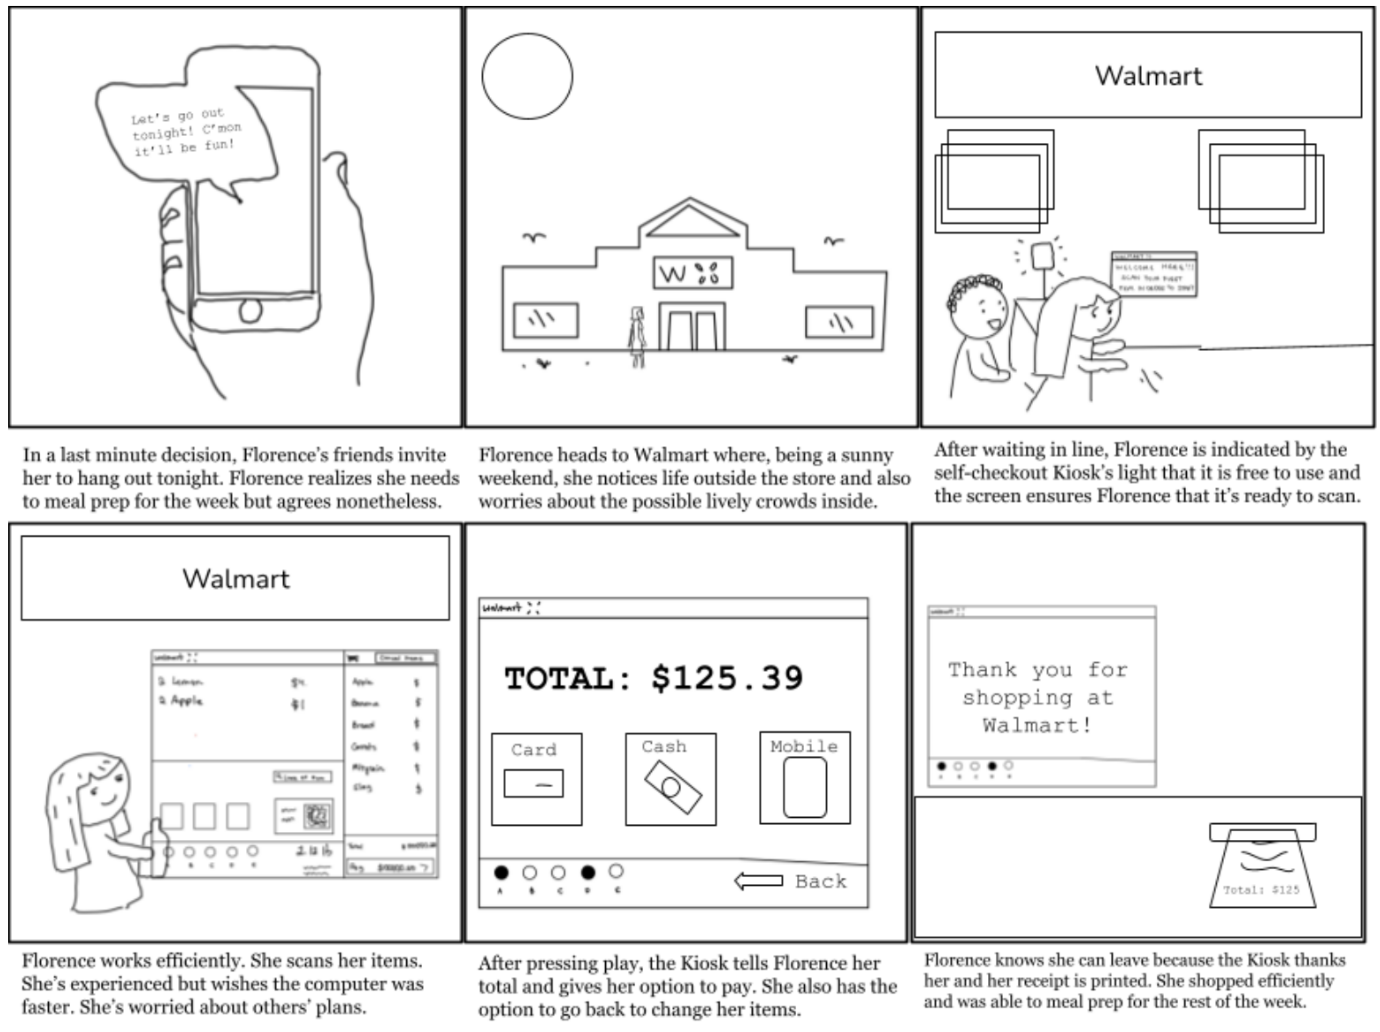 Let's go out
tonight! C'mon
it'll be fun!
In a last minute decision, Florence's friends invite
her to hang out tonight. Florence realizes she needs
to meal prep for the week but agrees nonetheless.
W
Florence heads to Walmart where, being a sunny
weekend, she notices life outside the store and also
worries about the possible lively crowds inside.
Walmart
WALMART
WELCOME HERE!!!
SCAN YOUR FIRST
ITEM TO START
After waiting in line, Florence is indicated by the
self-checkout Kiosk's light that it is free to use and
the screen ensures Florence that it's ready to scan.
Walmart
walmart
2 Lemon $4
2 Apple $1
Apple $
Banana $
Bread $
Carrots $
$
$
B C D E
Pay
Florence works efficiently. She scans her items.
She's experienced but wishes the computer was
faster. She's worried about others' plans.
walmart
TOTAL: $125.39
Card Cash Mobile
A B C D E
Back
After pressing play, the Kiosk tells Florence her
total and gives her option to pay. She also has the
option to go back to change her items.
walmart
Thank you for
shopping at
Walmart!
A B C D E
Total: $125
Florence knows she can leave because the Kiosk thanks
her and her receipt is printed. She shopped efficiently
and was able to meal prep for the rest of the week.